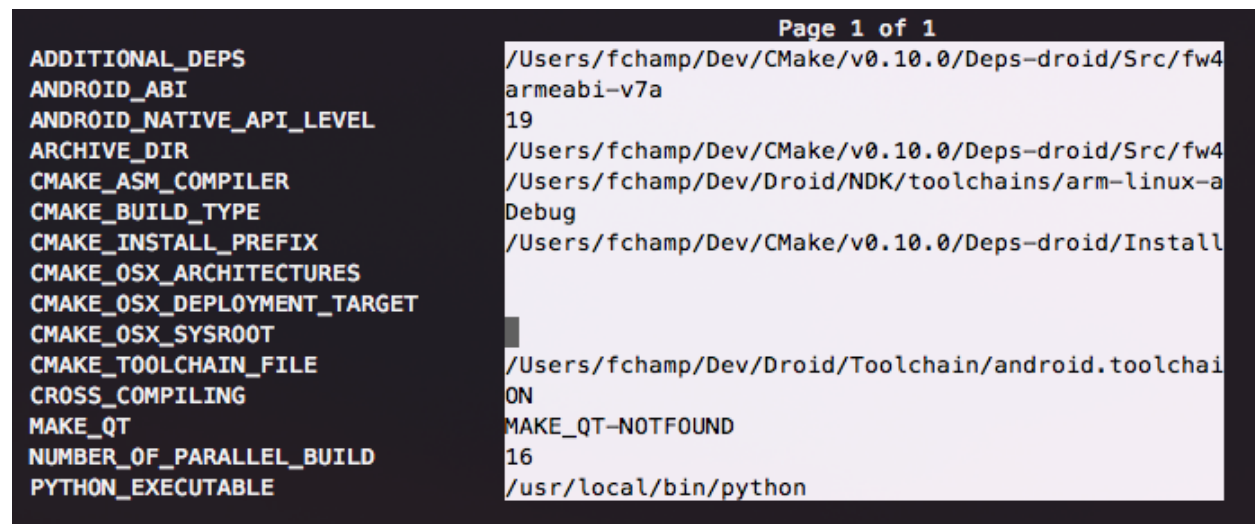 Page 1 of 1
ADDITIONAL_DEPS /Users/fchamp/Dev/CMake/v0.10.0/Deps-droid/Src/fw4
ANDROID_ABI armeabi-v7a
ANDROID_NATIVE_API_LEVEL 19
ARCHIVE_DIR /Users/fchamp/Dev/CMake/v0.10.0/Deps-droid/Src/fw4
CMAKE_ASM_COMPILER /Users/fchamp/Dev/Droid/NDK/toolchains/arm-linux-a
CMAKE_BUILD_TYPE Debug
CMAKE_INSTALL_PREFIX /Users/fchamp/Dev/CMake/v0.10.0/Deps-droid/Install
CMAKE_OSX_ARCHITECTURES
CMAKE_OSX_DEPLOYMENT_TARGET
CMAKE_OSX_SYSROOT
CMAKE_TOOLCHAIN_FILE /Users/fchamp/Dev/Droid/Toolchain/android.toolchai
CROSS_COMPILING ON
MAKE_QT MAKE_QT-NOTFOUND
NUMBER_OF_PARALLEL_BUILD 16
PYTHON_EXECUTABLE /usr/local/bin/python